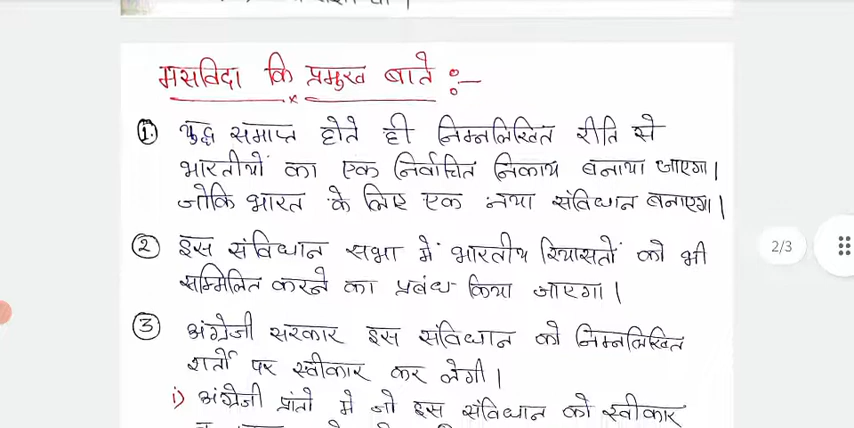 मसविदा कि प्रमुख बाते :—
① युद्ध समाप्त होते ही निम्नलिखित रीति से
भारतीयों का एक निर्वाचित निकाय बनाया जाएगा।
जोकि भारत के लिए एक नया संविधान बनाएगा।
② इस संविधान सभा में भारतीय रियासतों को भी
सम्मिलित करने का प्रबंध किया जाएगा।
2/3
③ अंग्रेजी सरकार इस संविधान को निम्नलिखित
शर्तो पर स्वीकार कर लेगी।
i) अंग्रेजी प्रांतो मे जो इस संविधान को स्वीकार